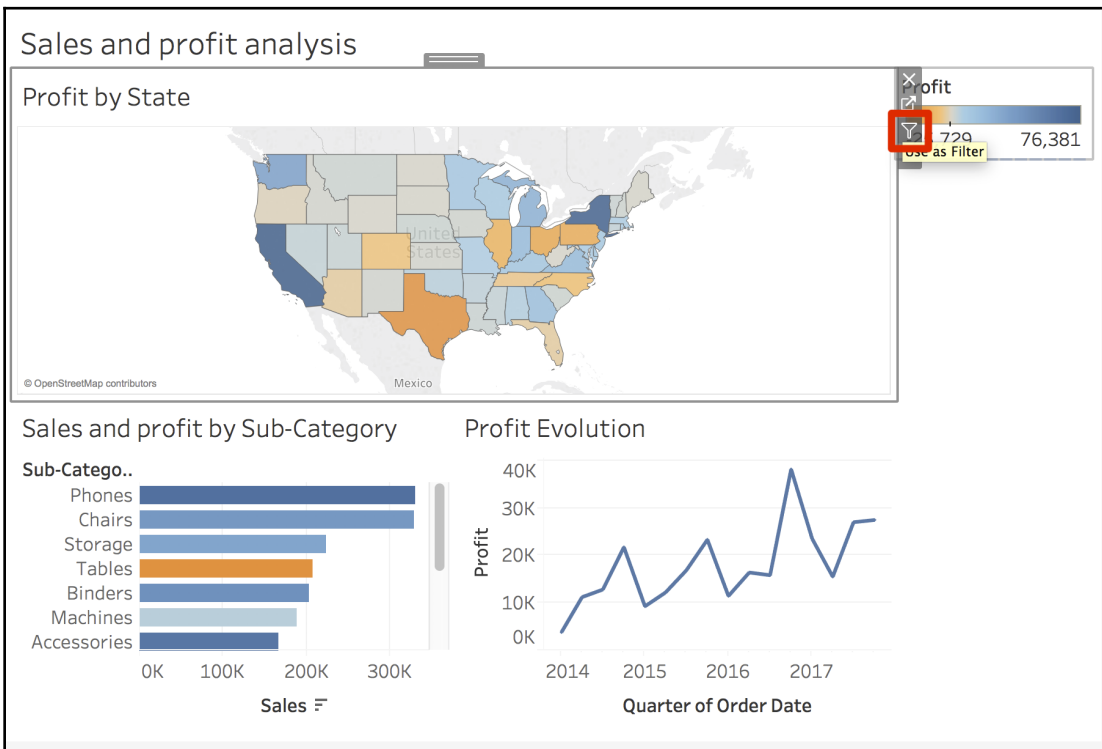 Sales and profit analysis
Profit by State
Profit
729 76,381
Use as Filter
United
States
Mexico
© OpenStreetMap contributors
Sales and profit by Sub-Category
Profit Evolution
Sub-Catego..
Phones
Chairs
Storage
Tables
Binders
Machines
Accessories
0K 100K 200K 300K
Sales
40K
30K
20K
10K
0K
Profit
2014 2015 2016 2017
Quarter of Order Date